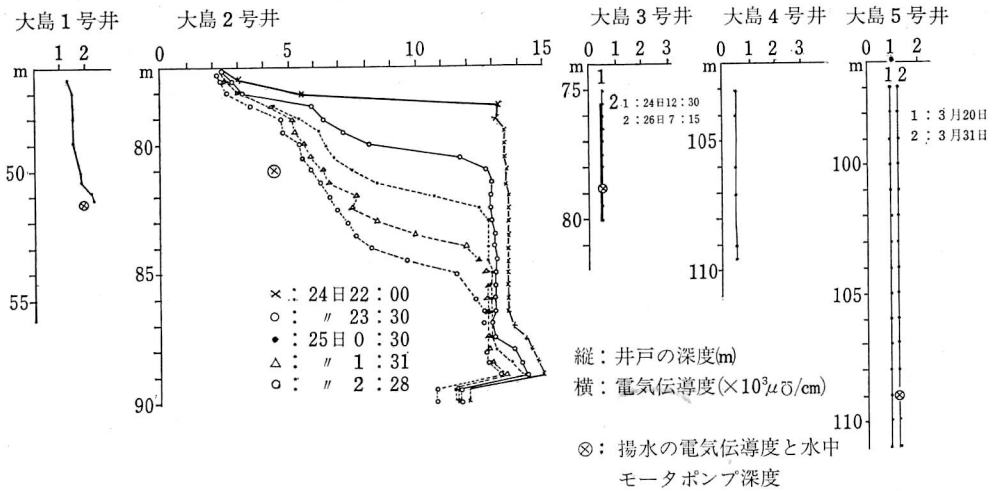 大島1号井
1 2
m
50
55
大島2号井
0 5 10 15
m
80
85
90
×：24日22：00
○：〃 23：30
●：25日 0：30
△：〃 1：31
○：〃 2：28
大島3号井
0 1 2 3
m
75
80
1
2
1：24日12：30
2：26日7：15
大島4号井
0 1 2 3
m
105
110
大島5号井
0 1 2
m
100
105
110
1 2
1：3月20日
2：3月31日
縦：井戸の深度(m)
横：電気伝導度(×10³μ℧/cm)
⊗：揚水の電気伝導度と水中
モータポンプ深度